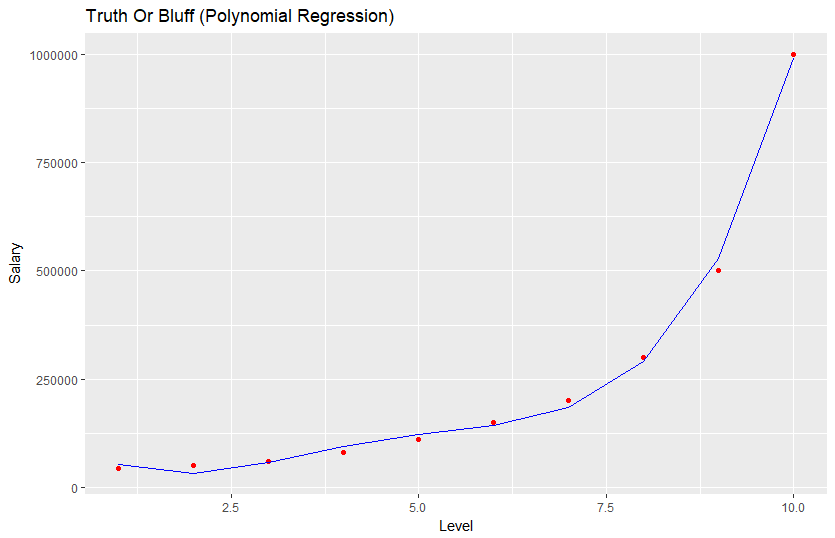 Truth Or Bluff (Polynomial Regression)
1000000
750000
500000
250000
0
Salary
2.5 5.0 7.5 10.0
Level